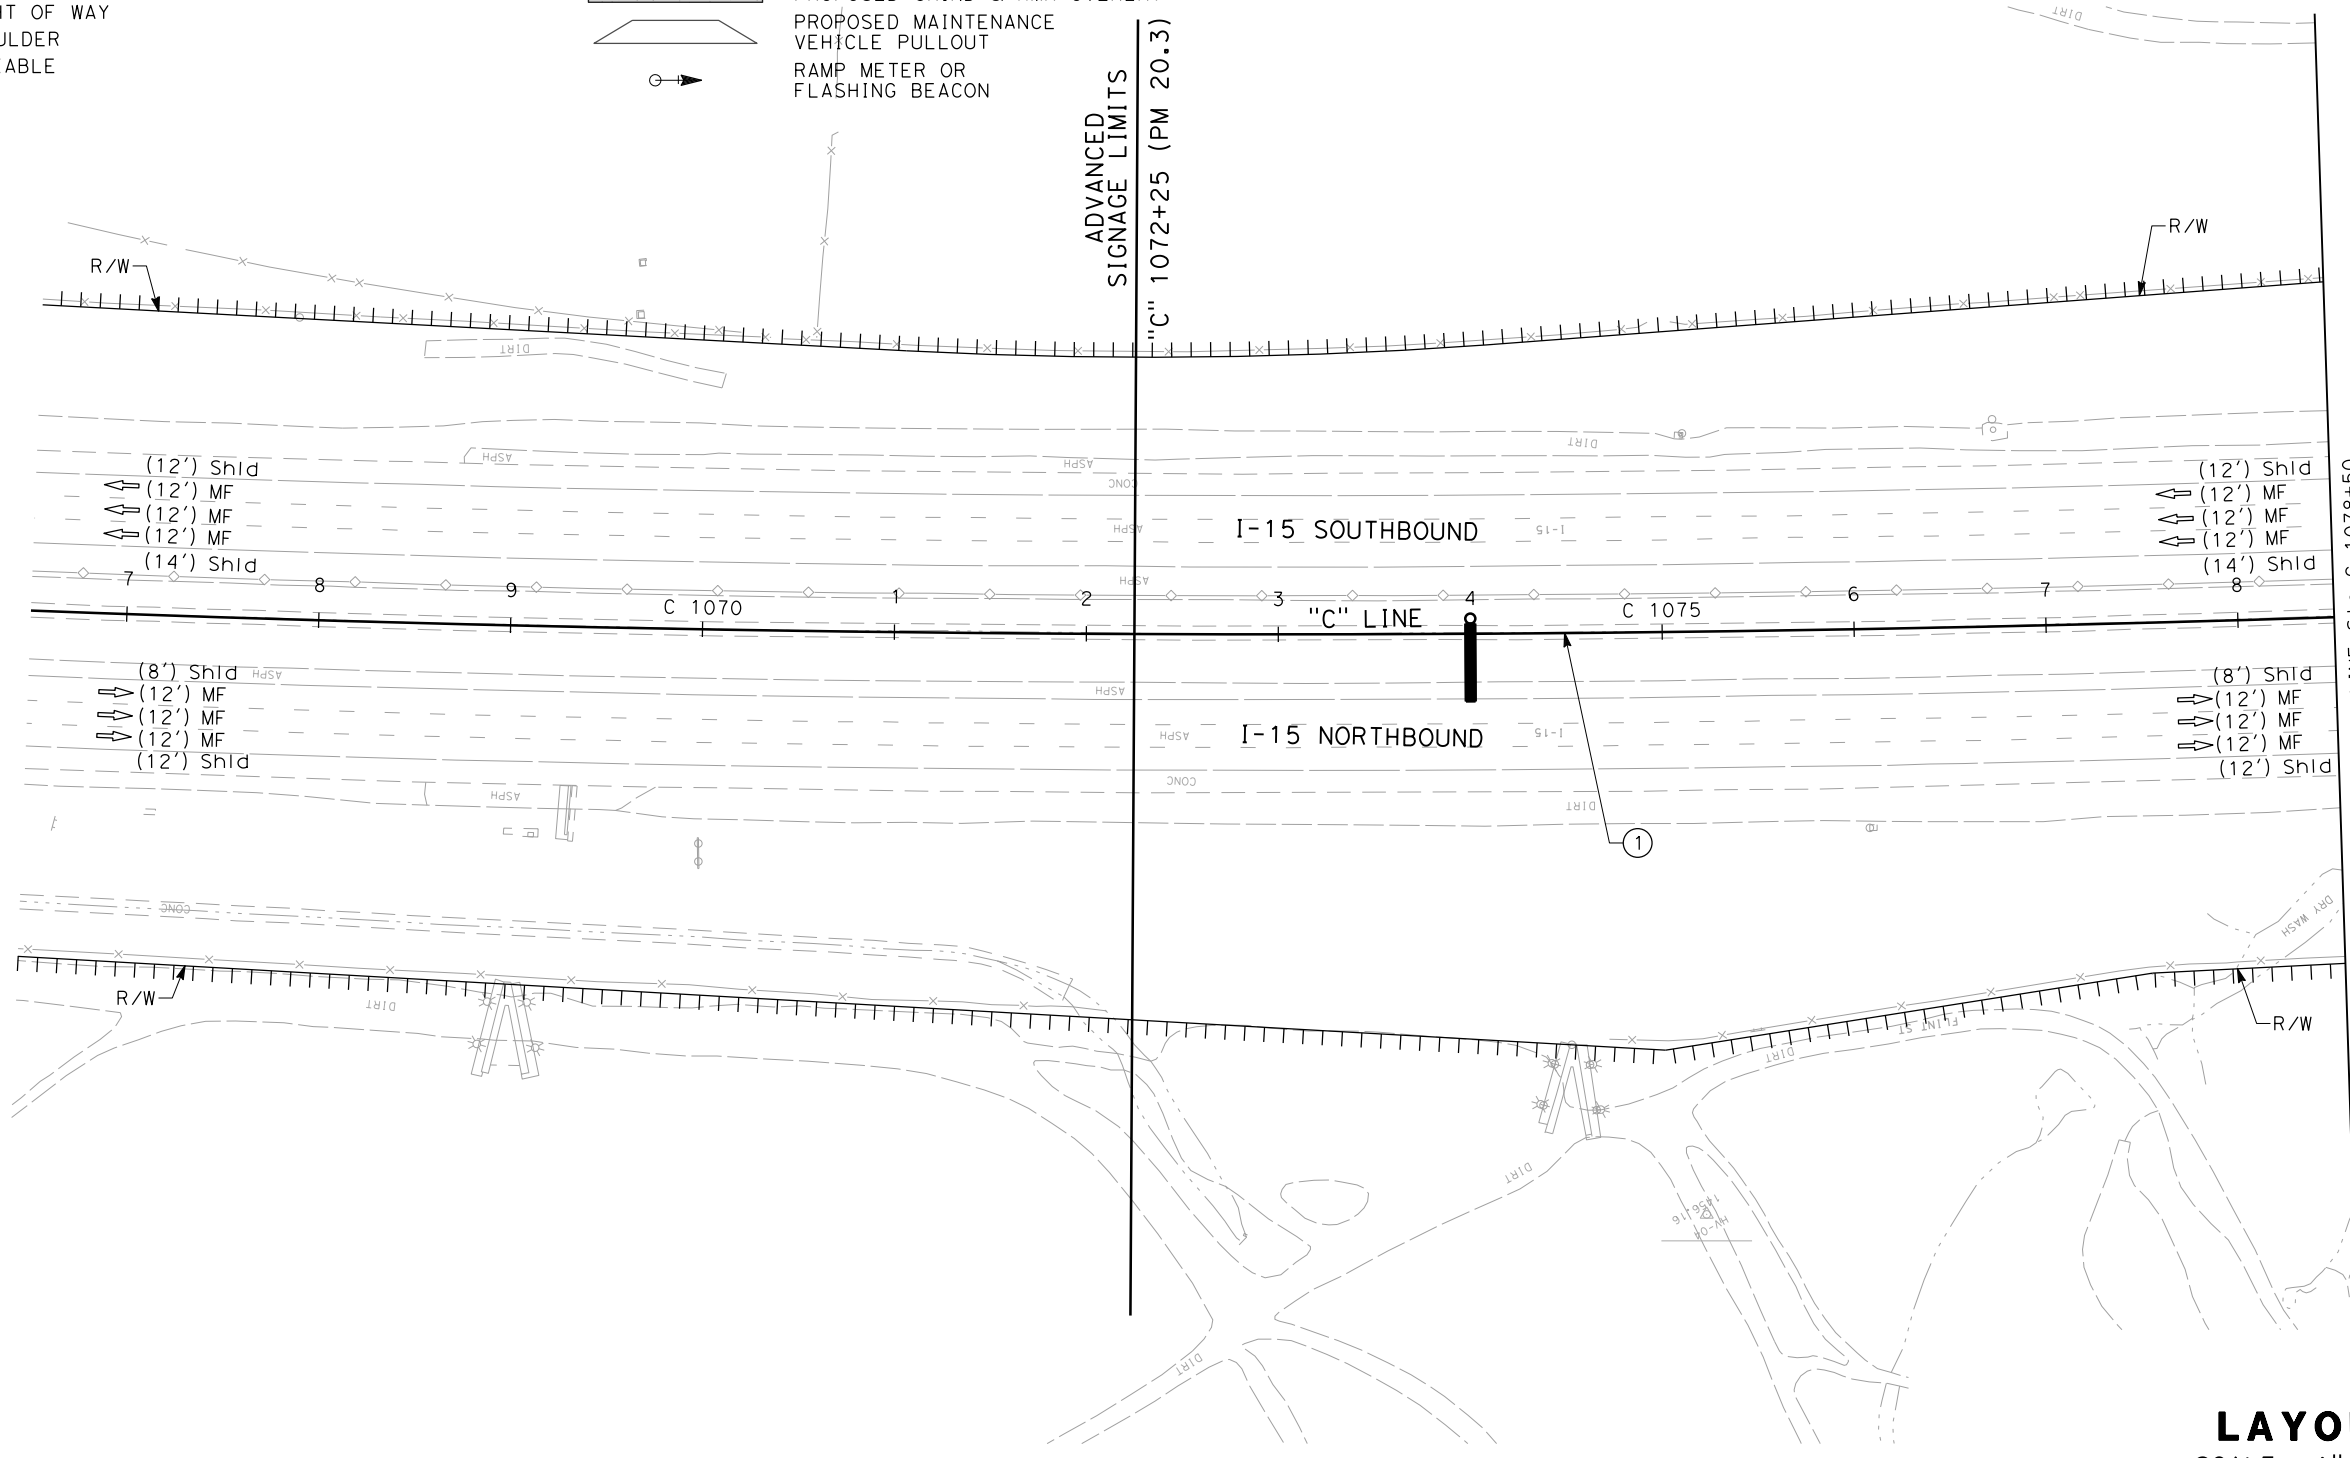 OF WAY
PROPOSED MAINTENANCE
VEHICLE PULLOUT
RAMP METER OR
FLASHING BEACON
ADVANCED
SIGNAGE LIMITS
"C" 1072+25 (PM 20.3)
DIRT
R/W
R/W
DIRT
DIRT
ASPH
ASPH
CONC
(12') Shld
(12') MF
(12') MF
(12') MF
(14') Shld
ASPH
I-15 SOUTHBOUND
I-15
(12') Shld
(12') MF
(12') MF
(12') MF
(14') Shld
ASPH
7
8
9
C 1070
1
2
3
4
C 1075
6
7
8
"C" LINE
(8') Shld
(12') MF
(12') MF
(12') MF
(12') Shld
ASPH
ASPH
ASPH
I-15 NORTHBOUND
I-15
(8') Shld
(12') MF
(12') MF
(12') MF
(12') Shld
CONC
ASPH
DIRT
1
CONC
DRY WASH
R/W
DIRT
R/W
FLINT ST
DIRT
DIRT
HV-04
1456.16
DIRT